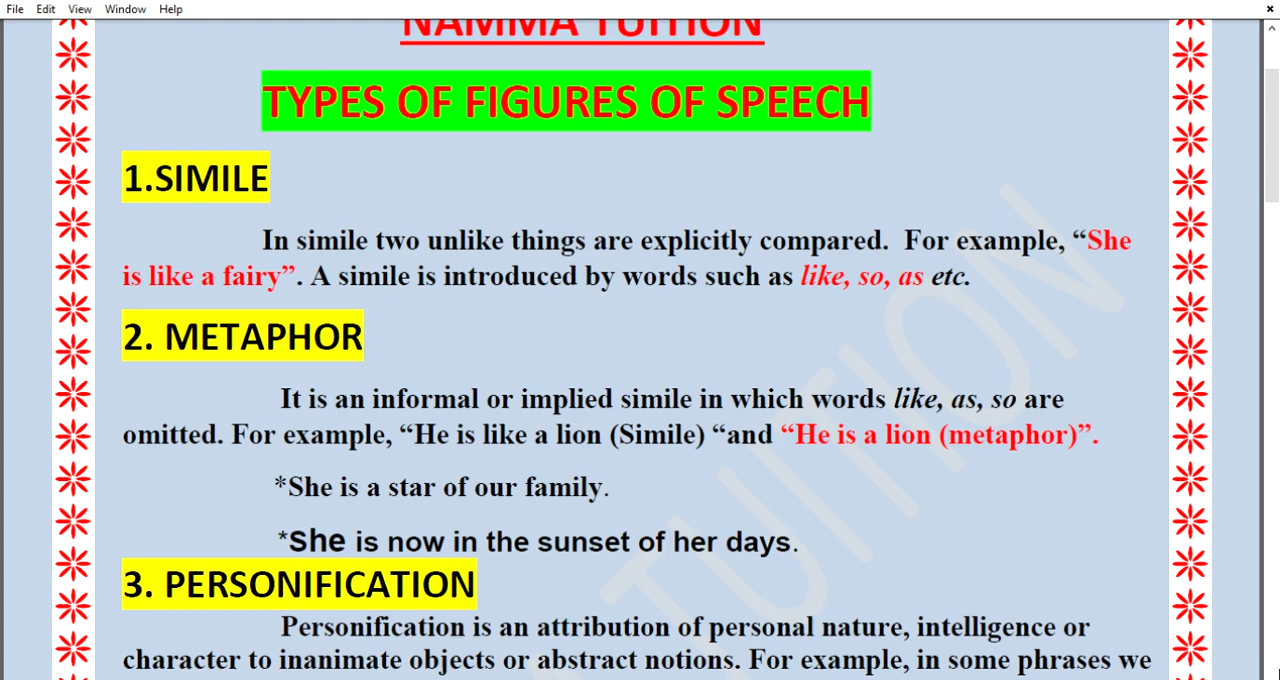 File Edit View Window Help
NAMMA TUITION
TYPES OF FIGURES OF SPEECH
1.SIMILE
In simile two unlike things are explicitly compared. For example, “She
is like a fairy”. A simile is introduced by words such as like, so, as etc.
2. METAPHOR
It is an informal or implied simile in which words like, as, so are
omitted. For example, “He is like a lion (Simile) “and “He is a lion (metaphor)”.
*She is a star of our family.
*She is now in the sunset of her days.
3. PERSONIFICATION
Personification is an attribution of personal nature, intelligence or
character to inanimate objects or abstract notions. For example, in some phrases we
TUITION